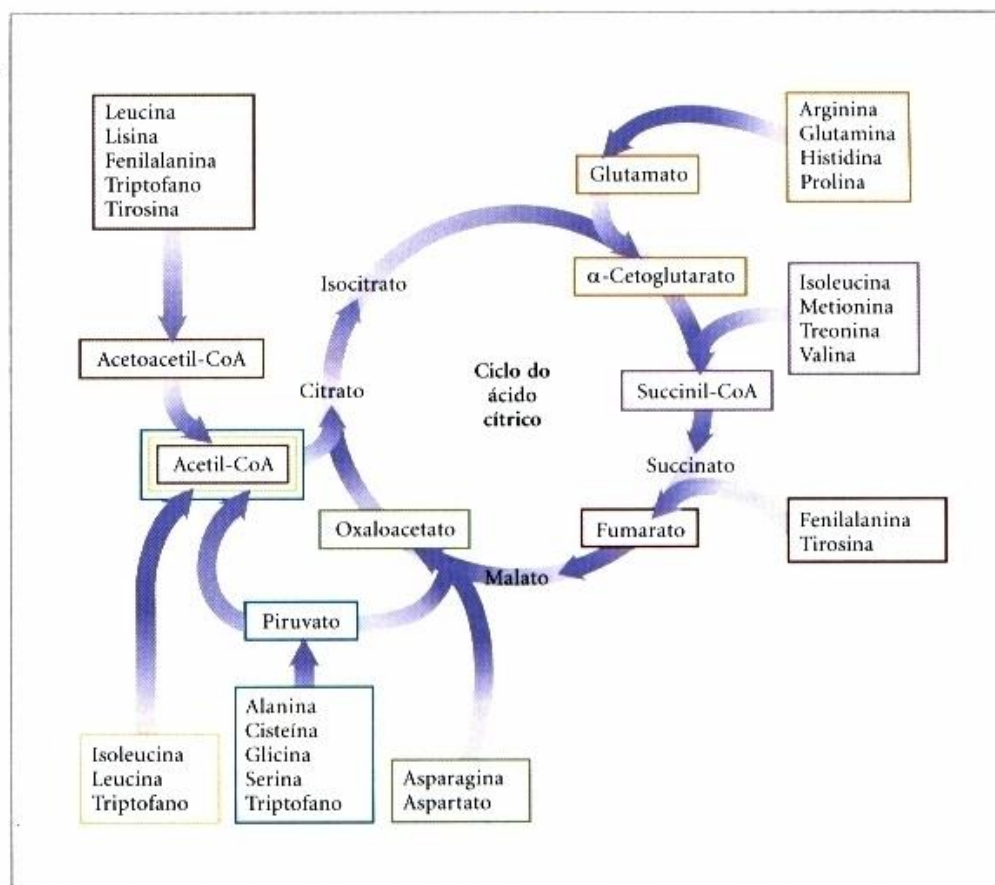 Leucina
Lisina
Fenilalanina
Triptofano
Tirosina
Arginina
Glutamina
Histidina
Prolina
Glutamato
α-Cetoglutarato
Isocitrato
Isoleucina
Metionina
Treonina
Valina
Acetoacetil-CoA
Citrato
Ciclo do
ácido
cítrico
Succinil-CoA
Acetil-CoA
Succinato
Oxaloacetato
Fumarato
Fenilalanina
Tirosina
Malato
Piruvato
Isoleucina
Leucina
Triptofano
Alanina
Cisteína
Glicina
Serina
Triptofano
Asparagina
Aspartato